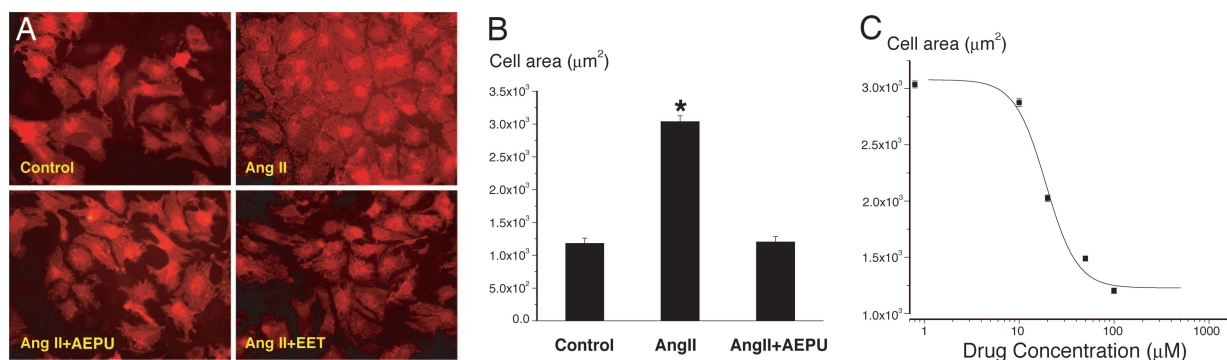 A
Control
Ang II
Ang II+AEPU
Ang II+EET
B
Cell area (μm²)
4.0x10³
3.5x10³
3.0x10³
2.5x10³
2.0x10³
1.5x10³
1.0x10³
5.0x10²
0.0
*
Control AngII AngII+AEPU
C
Cell area (μm²)
3.0x10³
2.5x10³
2.0x10³
1.5x10³
1.0x10³
1 10 100 1000
Drug Concentration (μM)